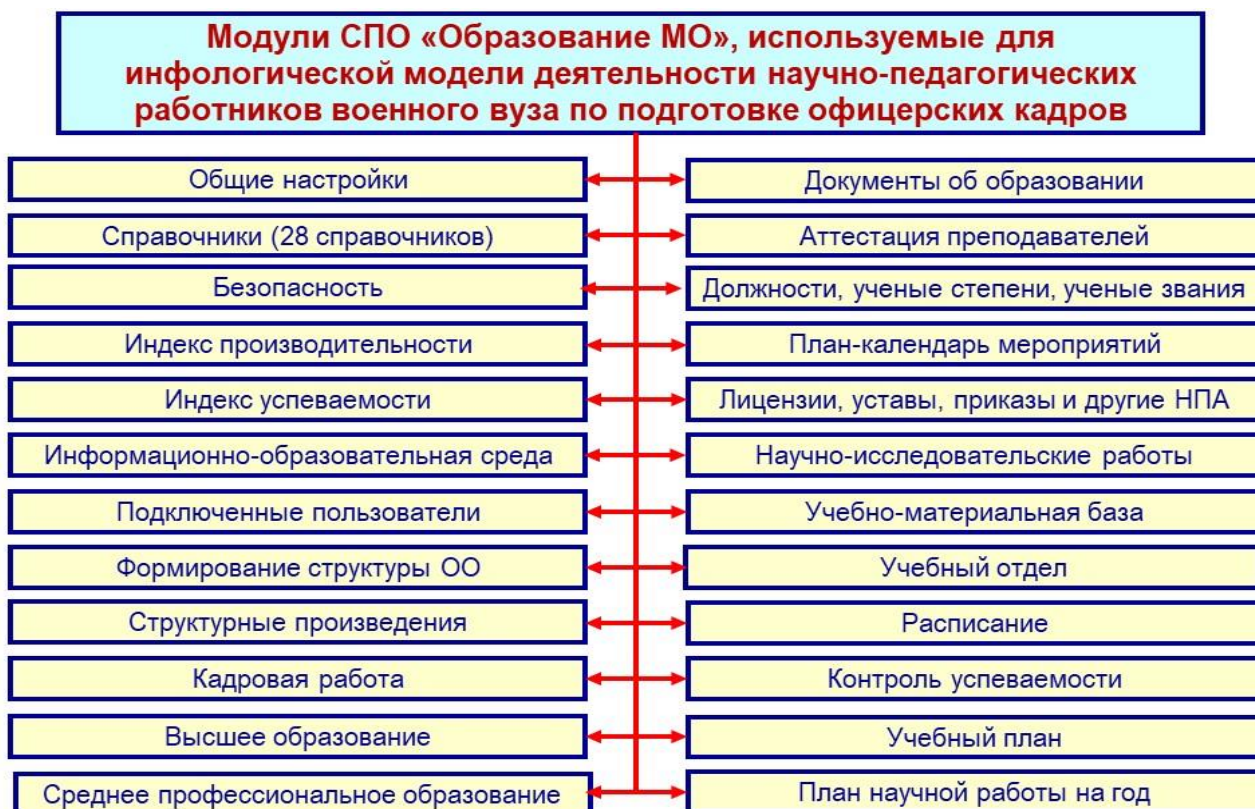 Модули СПО «Образование МО», используемые для
инфологической модели деятельности научно-педагогических
работников военного вуза по подготовке офицерских кадров
Общие настройки
Справочники (28 справочников)
Безопасность
Индекс производительности
Индекс успеваемости
Информационно-образовательная среда
Подключенные пользователи
Формирование структуры ОО
Структурные произведения
Кадровая работа
Высшее образование
Среднее профессиональное образование
Документы об образовании
Аттестация преподавателей
Должности, ученые степени, ученые звания
План-календарь мероприятий
Лицензии, уставы, приказы и другие НПА
Научно-исследовательские работы
Учебно-материальная база
Учебный отдел
Расписание
Контроль успеваемости
Учебный план
План научной работы на год